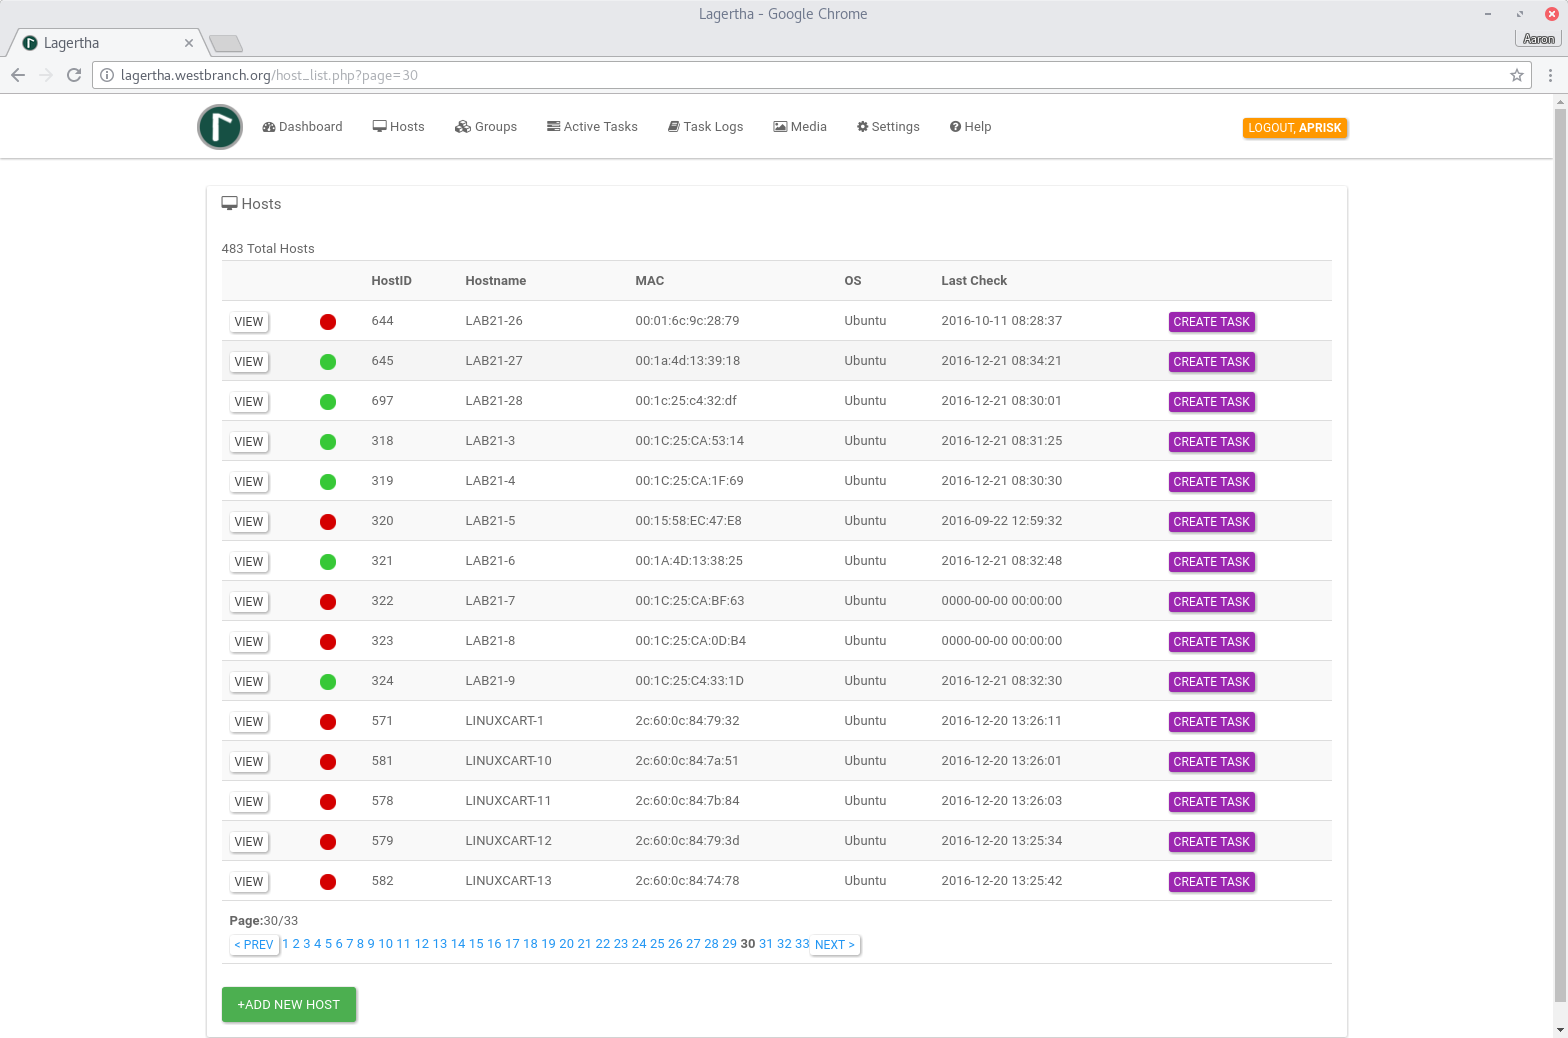 Lagertha - Google Chrome
Lagertha
Aaron
lagertha.westbranch.org/host_list.php?page=30
Dashboard Hosts Groups Active Tasks Task Logs Media Settings Help LOGOUT, APRISK
Hosts
483 Total Hosts
HostID Hostname MAC OS Last Check
VIEW 644 LAB21-26 00:01:6c:9c:28:79 Ubuntu 2016-10-11 08:28:37 CREATE TASK
VIEW 645 LAB21-27 00:1a:4d:13:39:18 Ubuntu 2016-12-21 08:34:21 CREATE TASK
VIEW 697 LAB21-28 00:1c:25:c4:32:df Ubuntu 2016-12-21 08:30:01 CREATE TASK
VIEW 318 LAB21-3 00:1C:25:CA:53:14 Ubuntu 2016-12-21 08:31:25 CREATE TASK
VIEW 319 LAB21-4 00:1C:25:CA:1F:69 Ubuntu 2016-12-21 08:30:30 CREATE TASK
VIEW 320 LAB21-5 00:15:58:EC:47:E8 Ubuntu 2016-09-22 12:59:32 CREATE TASK
VIEW 321 LAB21-6 00:1A:4D:13:38:25 Ubuntu 2016-12-21 08:32:48 CREATE TASK
VIEW 322 LAB21-7 00:1C:25:CA:BF:63 Ubuntu 0000-00-00 00:00:00 CREATE TASK
VIEW 323 LAB21-8 00:1C:25:CA:0D:B4 Ubuntu 0000-00-00 00:00:00 CREATE TASK
VIEW 324 LAB21-9 00:1C:25:C4:33:1D Ubuntu 2016-12-21 08:32:30 CREATE TASK
VIEW 571 LINUXCART-1 2c:60:0c:84:79:32 Ubuntu 2016-12-20 13:26:11 CREATE TASK
VIEW 581 LINUXCART-10 2c:60:0c:84:7a:51 Ubuntu 2016-12-20 13:26:01 CREATE TASK
VIEW 578 LINUXCART-11 2c:60:0c:84:7b:84 Ubuntu 2016-12-20 13:26:03 CREATE TASK
VIEW 579 LINUXCART-12 2c:60:0c:84:79:3d Ubuntu 2016-12-20 13:25:34 CREATE TASK
VIEW 582 LINUXCART-13 2c:60:0c:84:74:78 Ubuntu 2016-12-20 13:25:42 CREATE TASK
Page:30/33
< PREV 1 2 3 4 5 6 7 8 9 10 11 12 13 14 15 16 17 18 19 20 21 22 23 24 25 26 27 28 29 30 31 32 33 NEXT >
+ADD NEW HOST